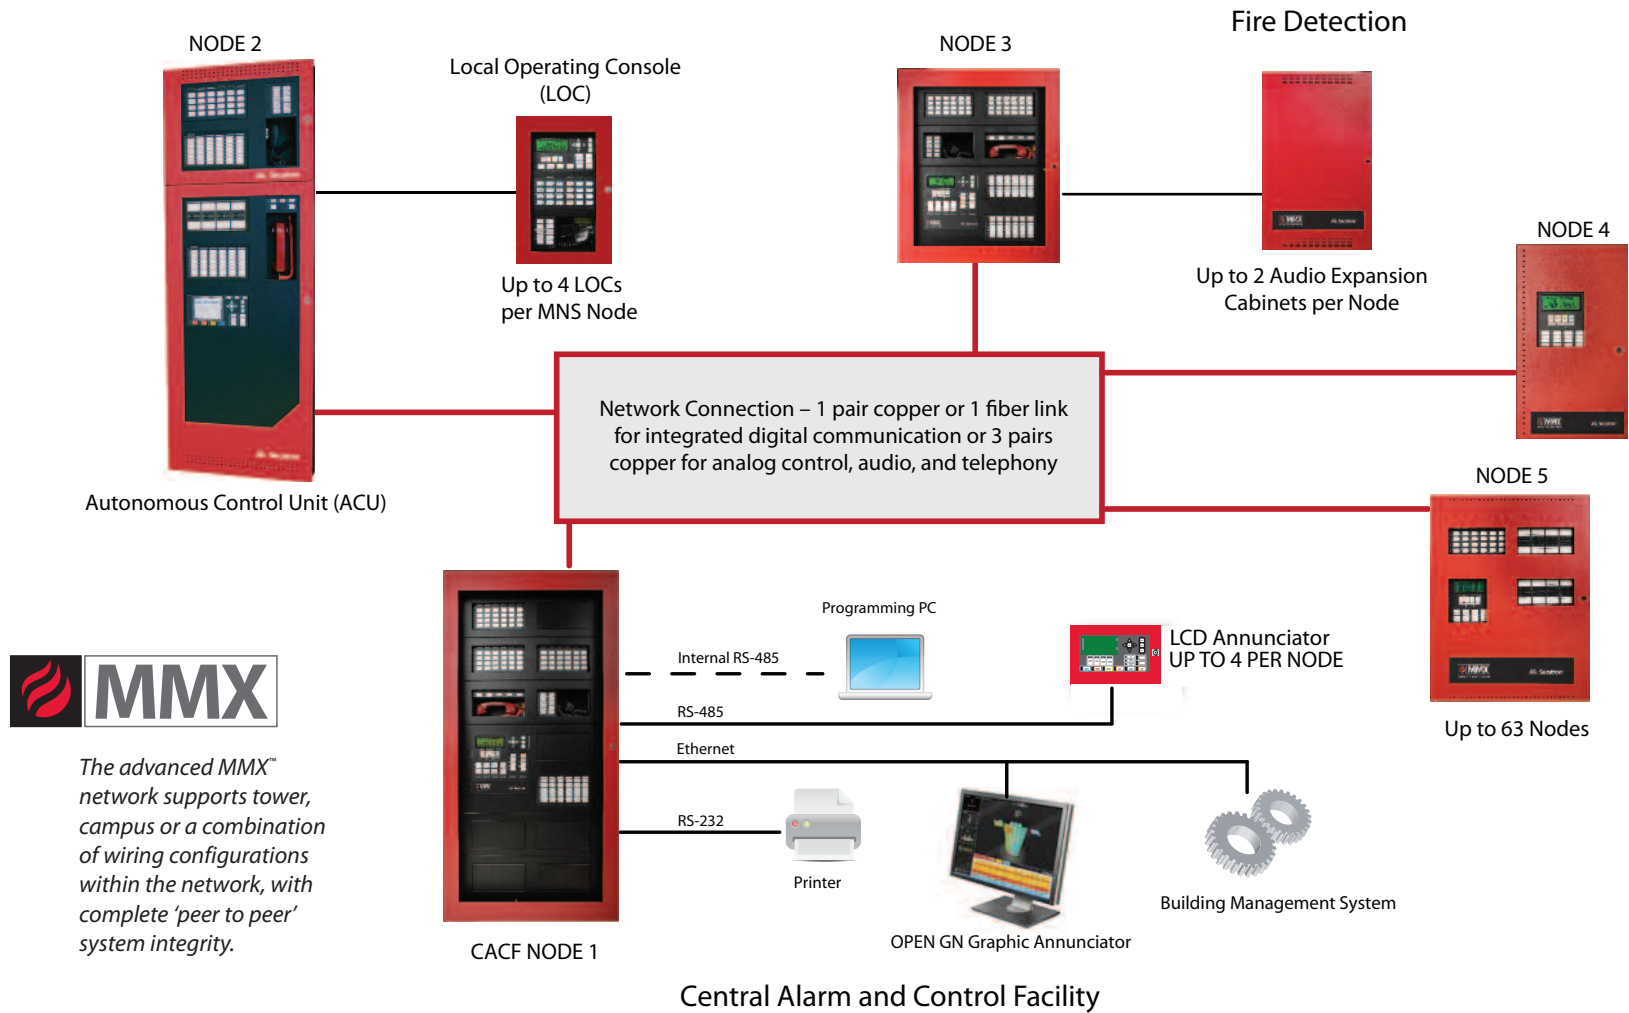 Fire Detection
NODE 2
NODE 3
Local Operating Console
(LOC)
NODE 4
Up to 4 LOCs
per MNS Node
Up to 2 Audio Expansion
Cabinets per Node
Network Connection – 1 pair copper or 1 fiber link
for integrated digital communication or 3 pairs
copper for analog control, audio, and telephony
NODE 5
Autonomous Control Unit (ACU)
Programming PC
Internal RS-485
LCD Annunciator
UP TO 4 PER NODE
MMX
RS-485
Up to 63 Nodes
Ethernet
The advanced MMX™
network supports tower,
campus or a combination
of wiring configurations
within the network, with
complete ‘peer to peer’
system integrity.
RS-232
Printer
Building Management System
OPEN GN Graphic Annunciator
CACF NODE 1
Central Alarm and Control Facility
MMX
Secutron
MMX
MMX
Secutron